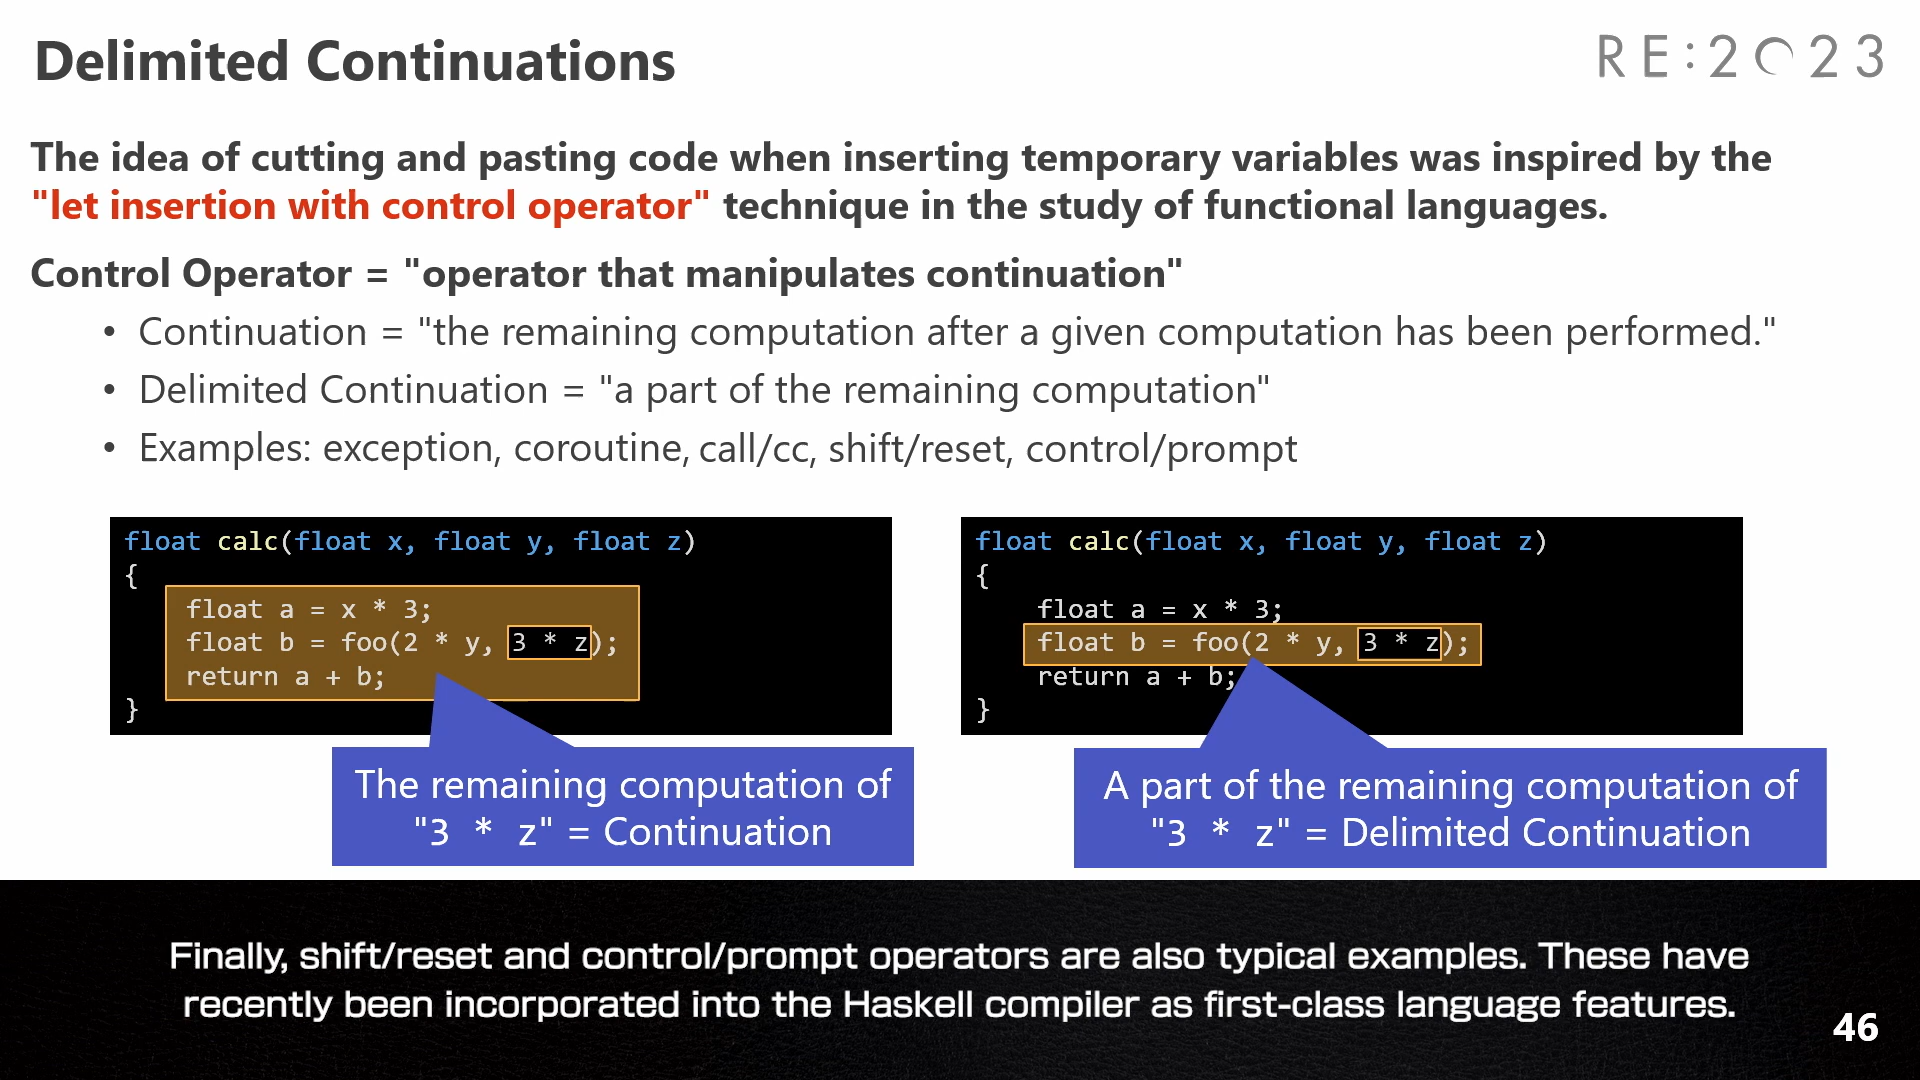 Delimited Continuations
RE:2023
The idea of cutting and pasting code when inserting temporary variables was inspired by the
"let insertion with control operator" technique in the study of functional languages.
Control Operator = "operator that manipulates continuation"
• Continuation = "the remaining computation after a given computation has been performed."
• Delimited Continuation = "a part of the remaining computation"
• Examples: exception, coroutine, call/cc, shift/reset, control/prompt
float calc(float x, float y, float z)
{
float a = x * 3;
float b = foo(2 * y, 3 * z);
return a + b;
}
The remaining computation of
"3 * z" = Continuation
float calc(float x, float y, float z)
{
float a = x * 3;
float b = foo(2 * y, 3 * z);
return a + b;
}
A part of the remaining computation of
"3 * z" = Delimited Continuation
Finally, shift/reset and control/prompt operators are also typical examples. These have
recently been incorporated into the Haskell compiler as first-class language features.
46